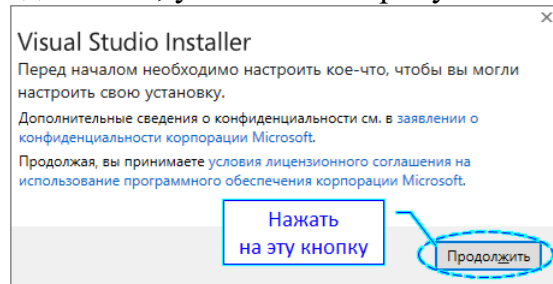 Visual Studio Installer
Перед началом необходимо настроить кое-что, чтобы вы могли
настроить свою установку.
Дополнительные сведения о конфиденциальности см. в заявлении о
конфиденциальности корпорации Microsoft.
Продолжая, вы принимаете условия лицензионного соглашения на
использование программного обеспечения корпорации Microsoft.
Нажать
на эту кнопку
Продолжить